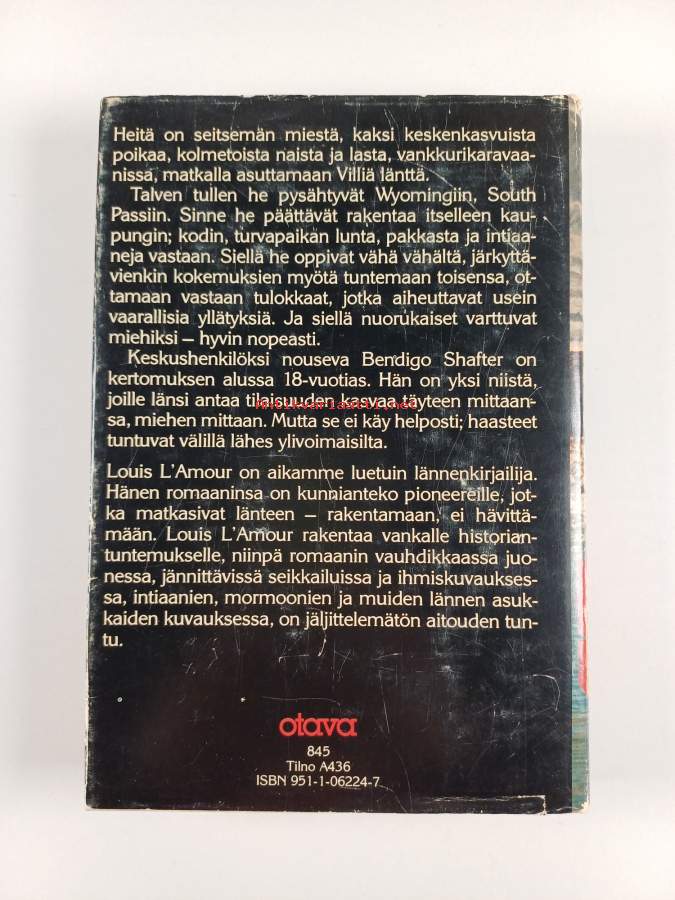 Heitä on seitsemän miestä, kaksi keskenkasvuista
poikaa, kolmetoista naista ja lasta, vankkurikaravaa-
nissa, matkalla asuttamaan Villiä länttä.
Talven tullen he pysähtyvät Wyomingiin, South
Passiin. Sinne he päättävät rakentaa itselleen kau-
pungin; kodin, turvapaikan lunta, pakkasta ja intiaa-
neja vastaan. Siellä he oppivat vähä vähältä, järkyttä-
vienkin kokemuksien myötä tuntemaan toisensa, ot-
tamaan vastaan tulokkaat, jotka aiheuttavat usein
vaarallisia yllätyksiä. Ja siellä nuorukaiset varttuvat
miehiksi – hyvin nopeasti.
Keskushenkilöksi nouseva Bendigo Shafter on
kertomuksen alussa 18-vuotias. Hän on yksi niistä,
joille länsi antaa tilaisuuden kasvaa täyteen mittaan-
antikvariaatti.net
sa, miehen mittaan. Mutta se ei käy helposti; haasteet
tuntuvat välillä lähes ylivoimaisilta.
Louis L'Amour on aikamme luetuin lännenkirjailija.
Hänen romaaninsa on kunnianteko pioneereille, jot-
ka matkasivat länteen – rakentamaan, ei hävittä-
mään. Louis L'Amour rakentaa vankalle historian-
tuntemukselle, niinpä romaanin vauhdikkaassa juo-
nessa, jännittävissä seikkailuissa ja ihmiskuvaukses-
sa, intiaanien, mormoonien ja muiden lännen asuk-
kaiden kuvauksessa, on jäljittelemätön aitouden tun-
tu.
otava
845
Tilno A436
ISBN 951-1-06224-7